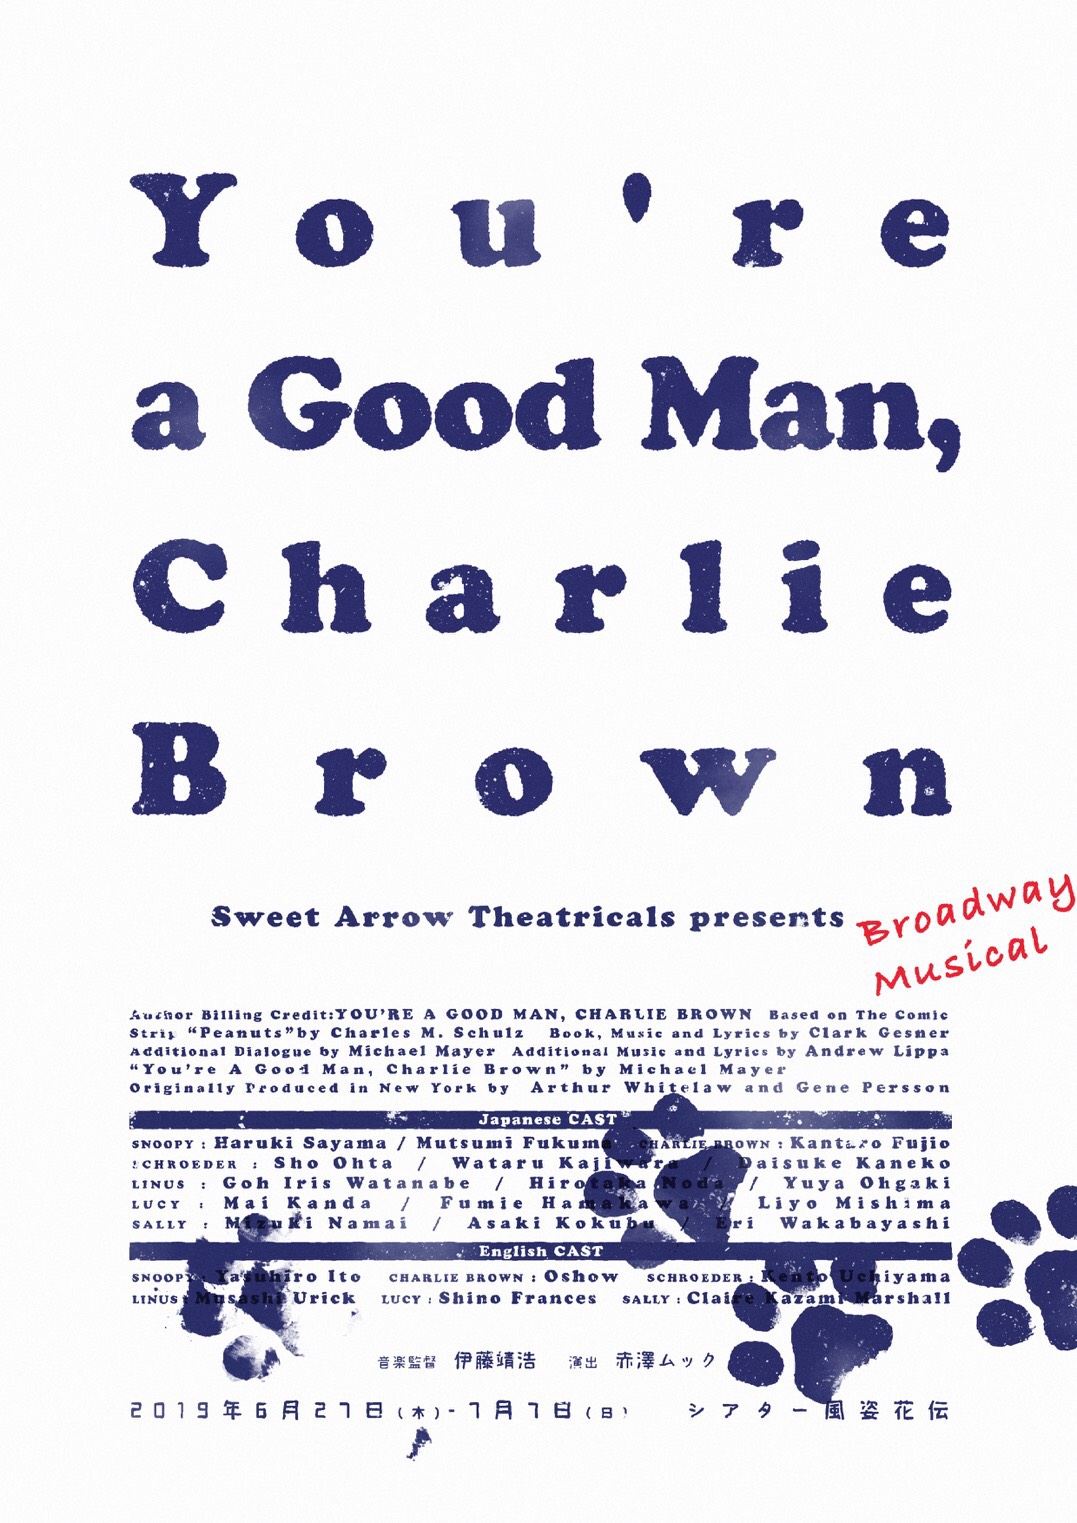 You're
a Good Man,
Charlie
Brown
Sweet Arrow Theatricals presents
Broadway
Musical
Author Billing Credit:YOU'RE A GOOD MAN, CHARLIE BROWN Based on The Comic
Strip “Peanuts”by Charles M. Schulz Book, Music and Lyrics by Clark Gesner
Additional Dialogue by Michael Mayer Additional Music and Lyrics by Andrew Lippa
“You're A Good Man, Charlie Brown” by Michael Mayer
Originally Produced in New York by Arthur Whitelaw and Gene Persson
Japanese CAST
SNOOPY : Haruki Sayama / Mutsumi Fukuma CHARLIE BROWN : Kantaro Fujio
SCHROEDER : Sho Ohta / Wataru Kajiwara / Daisuke Kaneko
LINUS : Goh Iris Watanabe / Hirotaka Noda / Yuya Ohgaki
LUCY : Mai Kanda / Fumie Hamakawa / Liyo Mishima
SALLY : Mizuki Namai / Asaki Kokubu / Eri Wakabayashi
English CAST
SNOOPY : Yasuhiro Ito CHARLIE BROWN : Oshow SCHROEDER : Kento Uchiyama
LINUS : Musashi Urick LUCY : Shino Frances SALLY : Claire Kazami Marshall
音楽監督 伊藤靖浩 演出 赤澤ムック
2019年6月27日(木)-7月7日(日) シアター風姿花伝